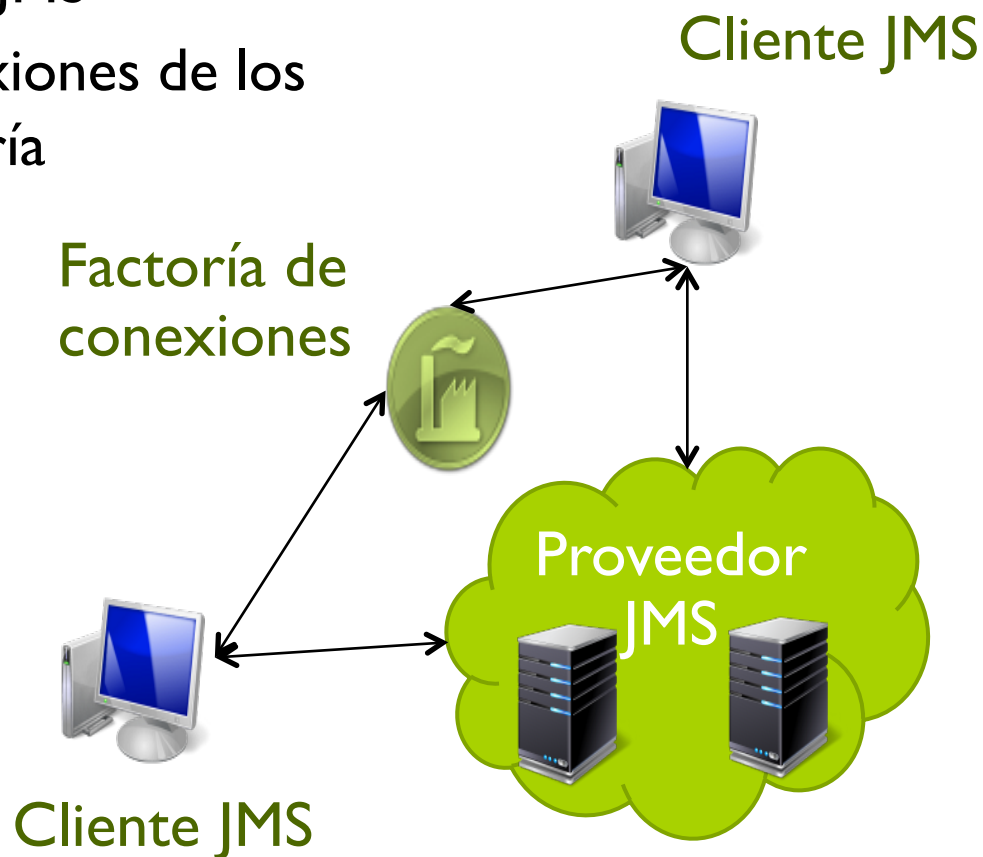 Cliente JMS
xiones de los
ría
Factoría de
conexiones
Proveedor
JMS
Cliente JMS